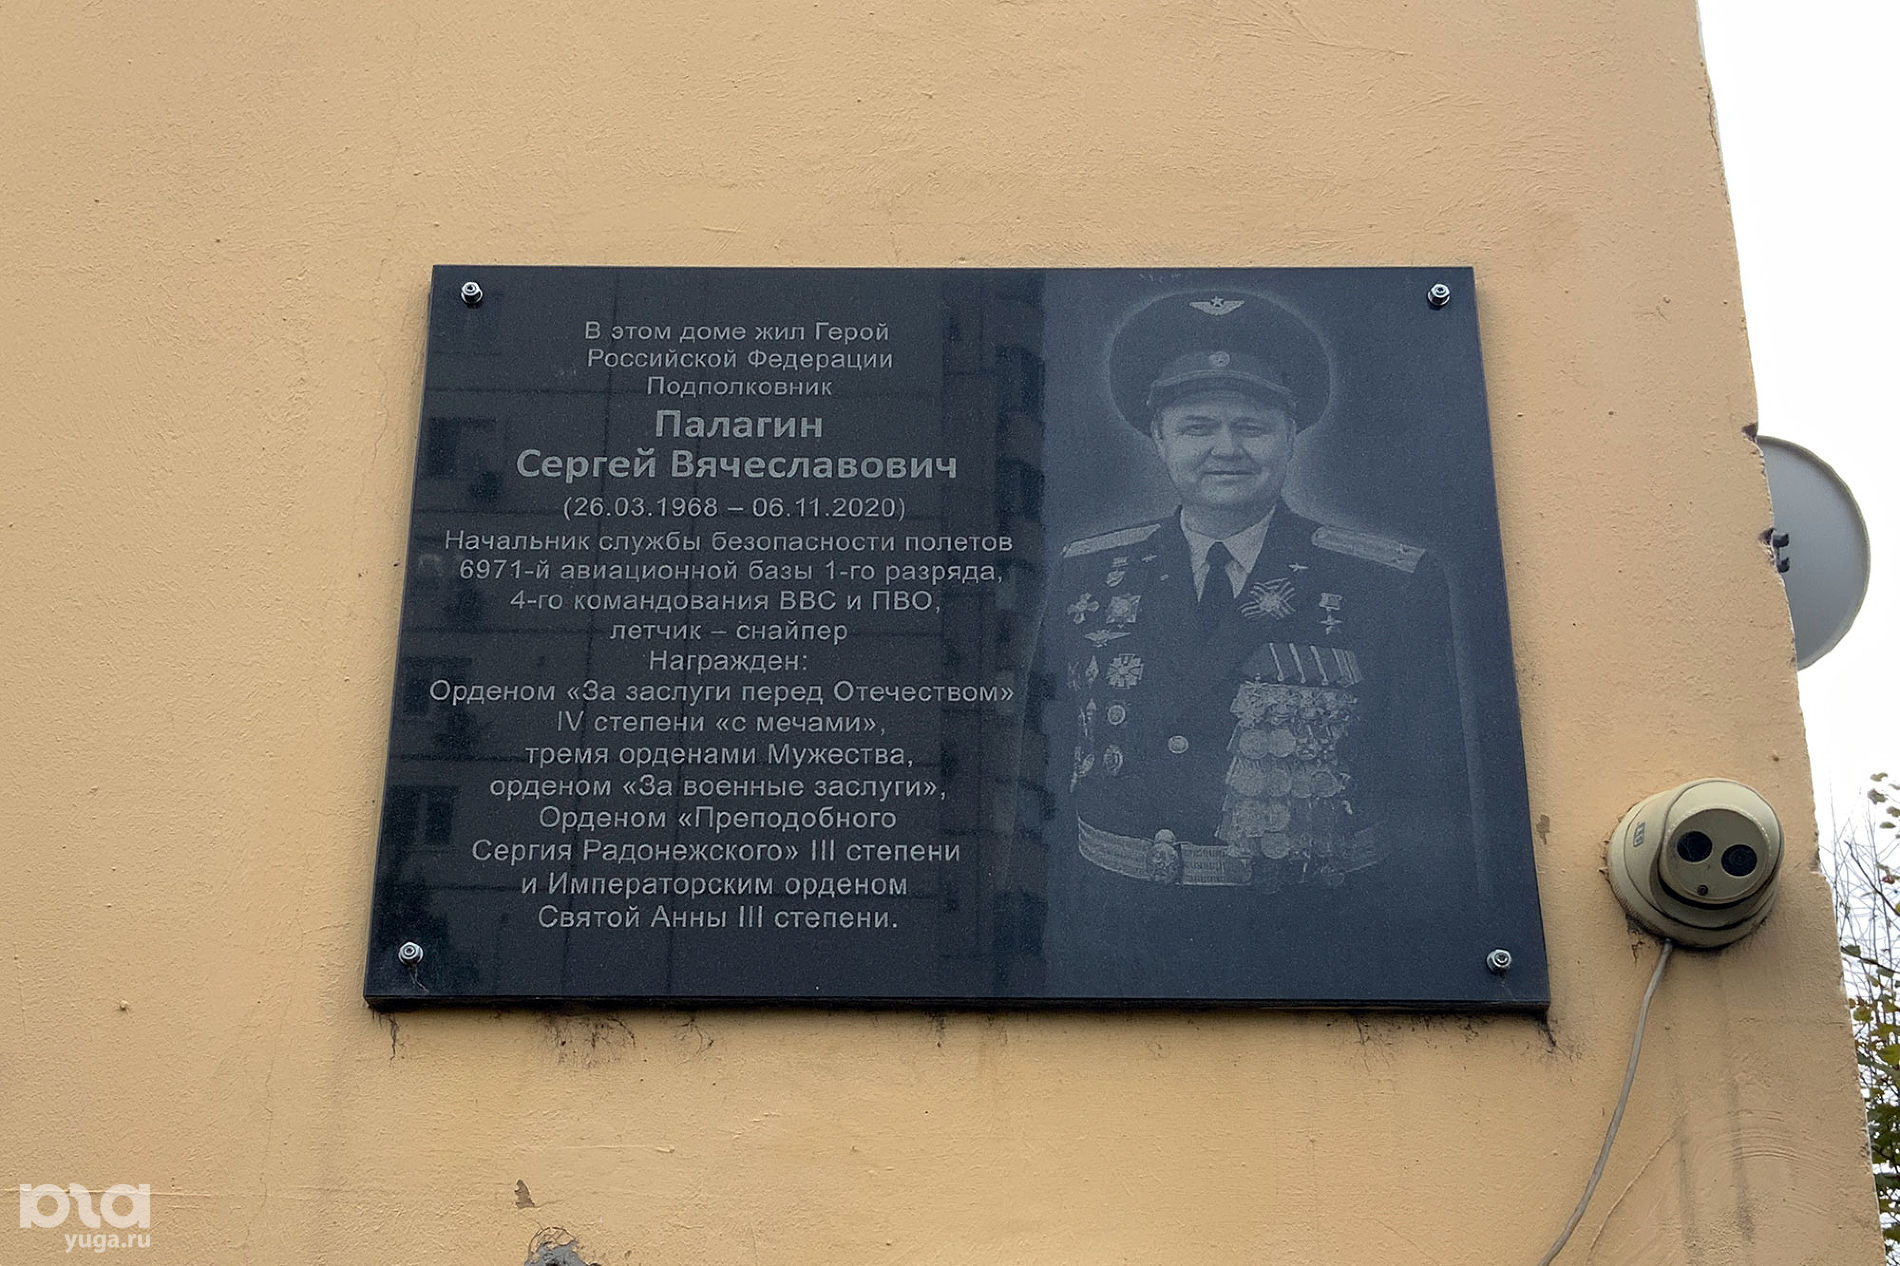 В этом доме жил Герой
Российской Федерации
Подполковник
Палагин
Сергей Вячеславович
(26.03.1968 – 06.11.2020)
Начальник службы безопасности полетов
6971-й авиационной базы 1-го разряда,
4-го командования ВВС и ПВО,
летчик – снайпер
Награжден:
Орденом «За заслуги перед Отечеством»
IV степени «с мечами»,
тремя орденами Мужества,
орденом «За военные заслуги»,
Орденом «Преподобного
Сергия Радонежского» III степени
и Императорским орденом
Святой Анны III степени.
yuga.ru